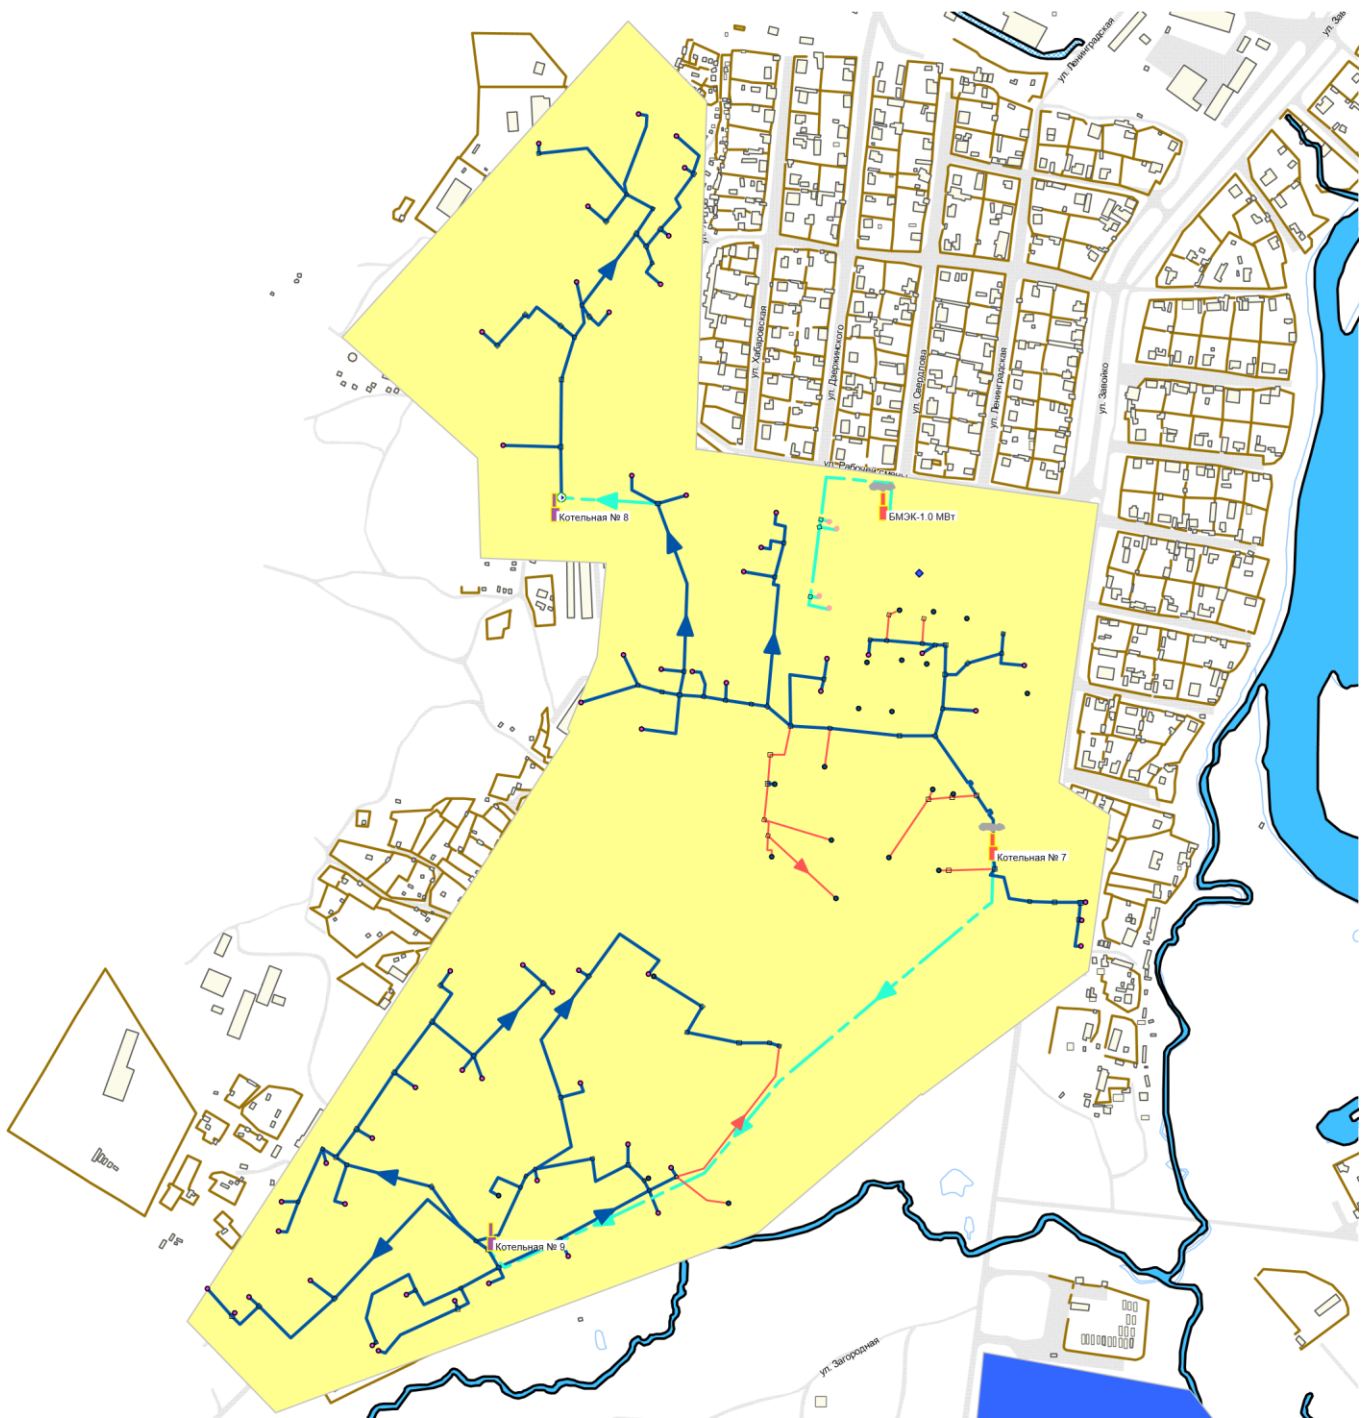 ул. Ленинградская
ул. Хабаровская
ул. Дзержинского
ул. Свердлова
ул. Ленинградская
ул. Завойко
Котельная № 8
БМЭК-1.0 МВт
Котельная № 7
Котельная № 9
ул. Загородная